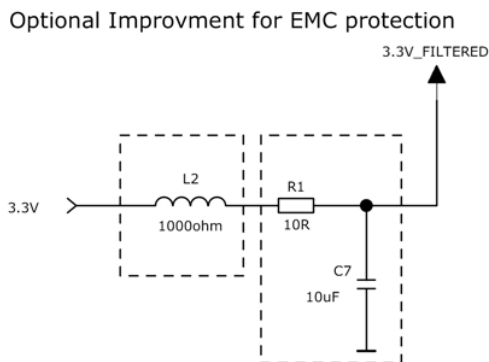 Optional Improvment for EMC protection
3.3V_FILTERED
3.3V
L2
1000ohm
R1
10R
C7
10uF